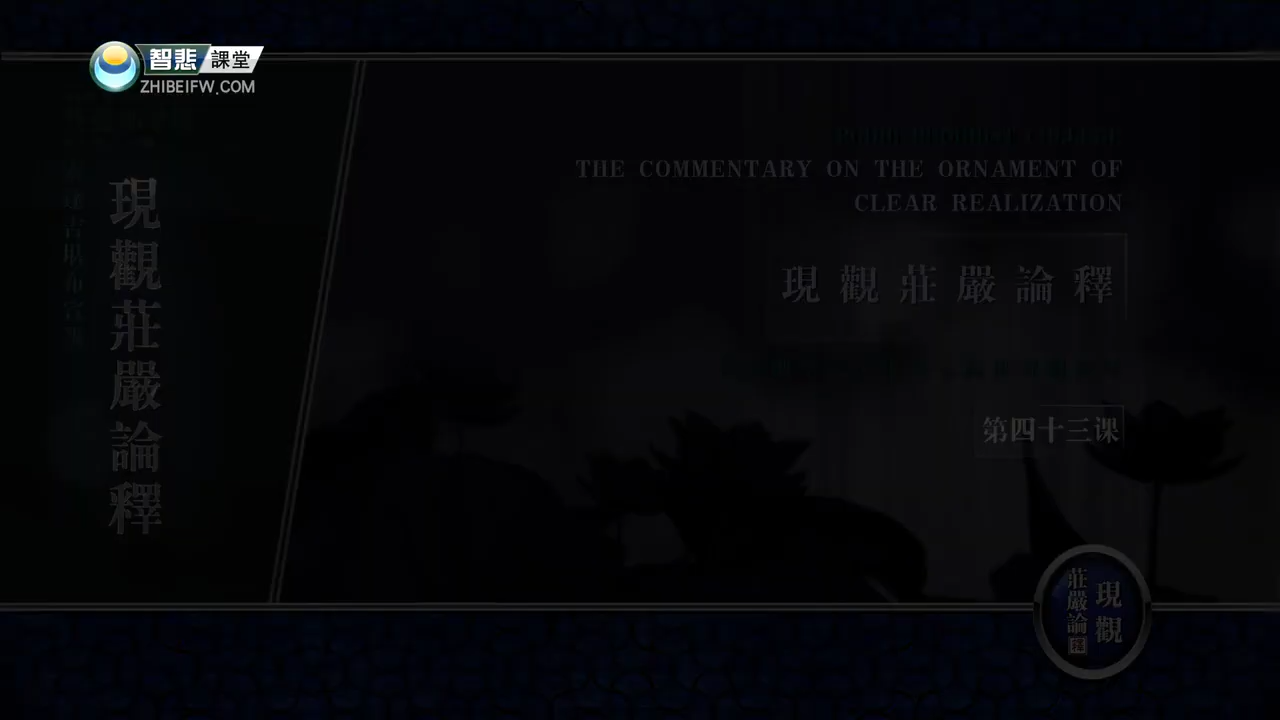 智悲 課堂
ZHIBEIFW.COM
現觀莊嚴論釋
THE COMMENTARY ON THE ORNAMENT OF
CLEAR REALIZATION
現觀莊嚴論釋
第四十三课
現觀
莊嚴論釋